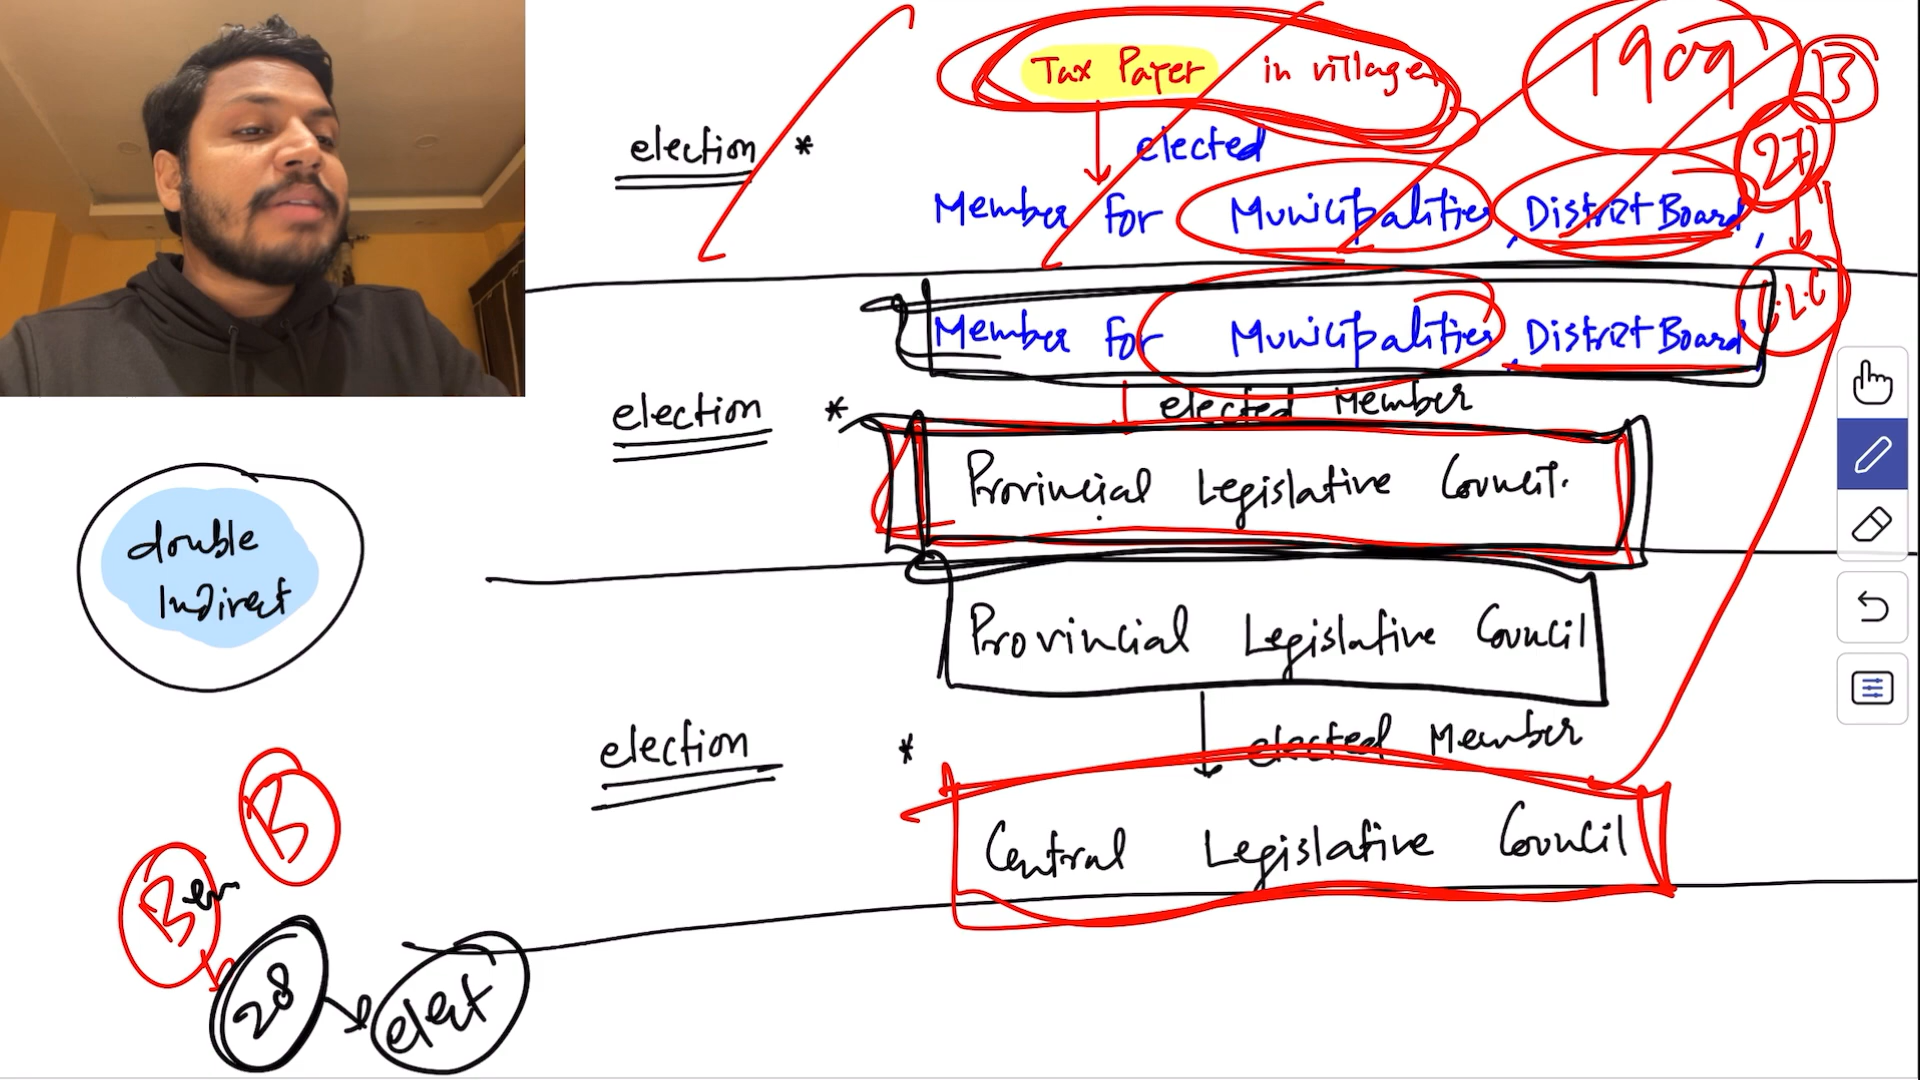 Tax Payer in villages 1909 13
election * elected 27
Member for Municipalities, District Board,
Member for Municipalities, District Board, C.L.C
election * elected Member
Provincial Legislative Council.
double
Indirect
Provincial Legislative Council
election * elected Member
B
Central Legislative Council
Ben
28 elect